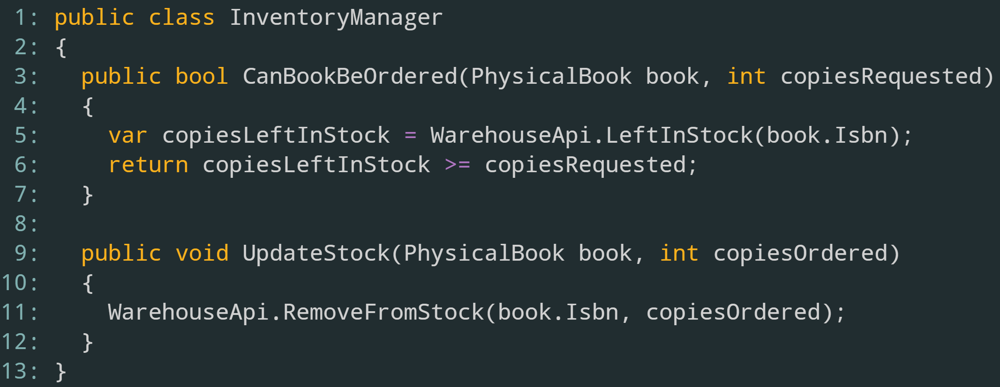 1: public class InventoryManager
2: {
3:   public bool CanBookBeOrdered(PhysicalBook book, int copiesRequested)
4:   {
5:     var copiesLeftInStock = WarehouseApi.LeftInStock(book.Isbn);
6:     return copiesLeftInStock >= copiesRequested;
7:   }
8:
9:   public void UpdateStock(PhysicalBook book, int copiesOrdered)
10:   {
11:     WarehouseApi.RemoveFromStock(book.Isbn, copiesOrdered);
12:   }
13: }